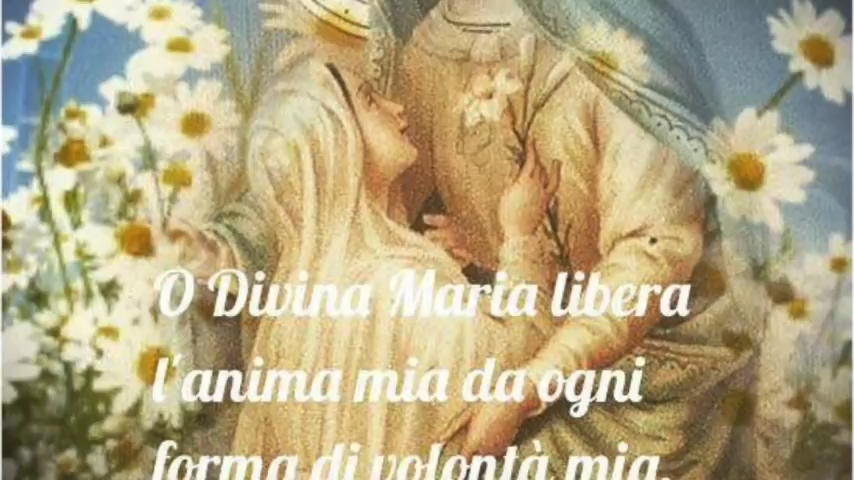 O Divina Maria libera
l'anima mia da ogni
forma di volontà mia.